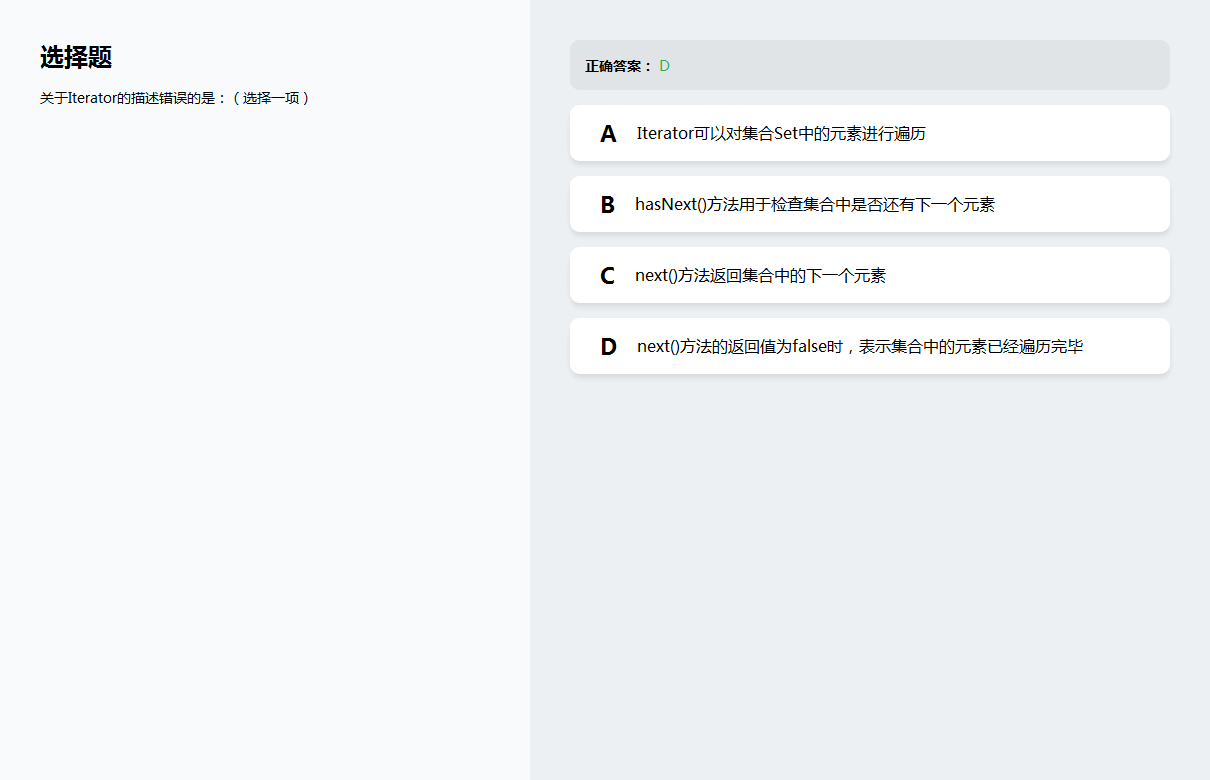 选择题
关于Iterator的描述错误的是：（选择一项）
正确答案： D
A Iterator可以对集合Set中的元素进行遍历
B hasNext()方法用于检查集合中是否还有下一个元素
C next()方法返回集合中的下一个元素
D next()方法的返回值为false时，表示集合中的元素已经遍历完毕